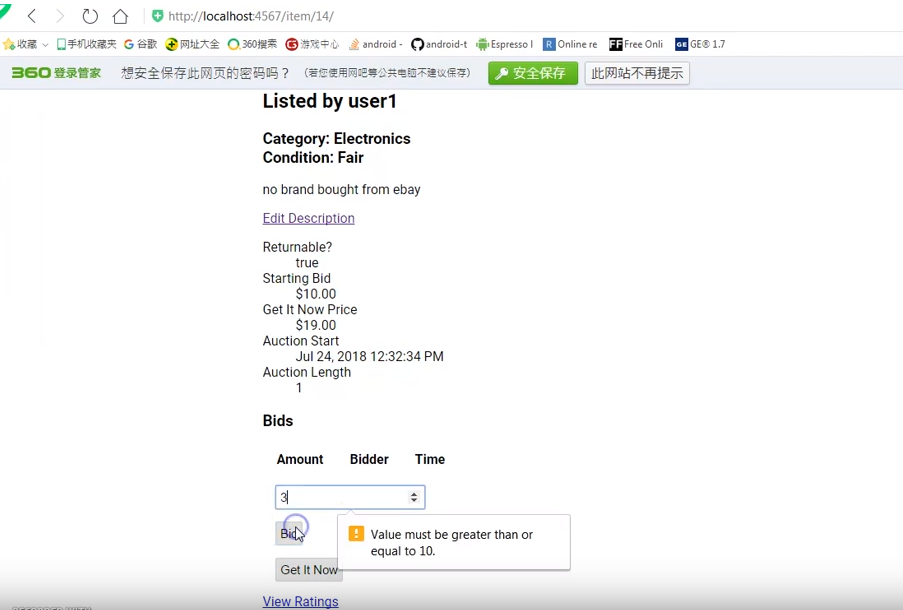 http://localhost:4567/item/14/
收藏 手机收藏夹 谷歌 网址大全 360搜索 游戏中心 android - android-t Espresso I Online re Free Onli GE® 1.7
360登录管家 想安全保存此网页的密码吗？ （若您使用网吧等公共电脑不建议保存） 安全保存 此网站不再提示
Listed by user1
Category: Electronics
Condition: Fair
no brand bought from ebay
Edit Description
Returnable?
true
Starting Bid
$10.00
Get It Now Price
$19.00
Auction Start
Jul 24, 2018 12:32:34 PM
Auction Length
1
Bids
Amount Bidder Time
3
Bid
Value must be greater than or
equal to 10.
Get It Now
View Ratings
RECORDED WITH